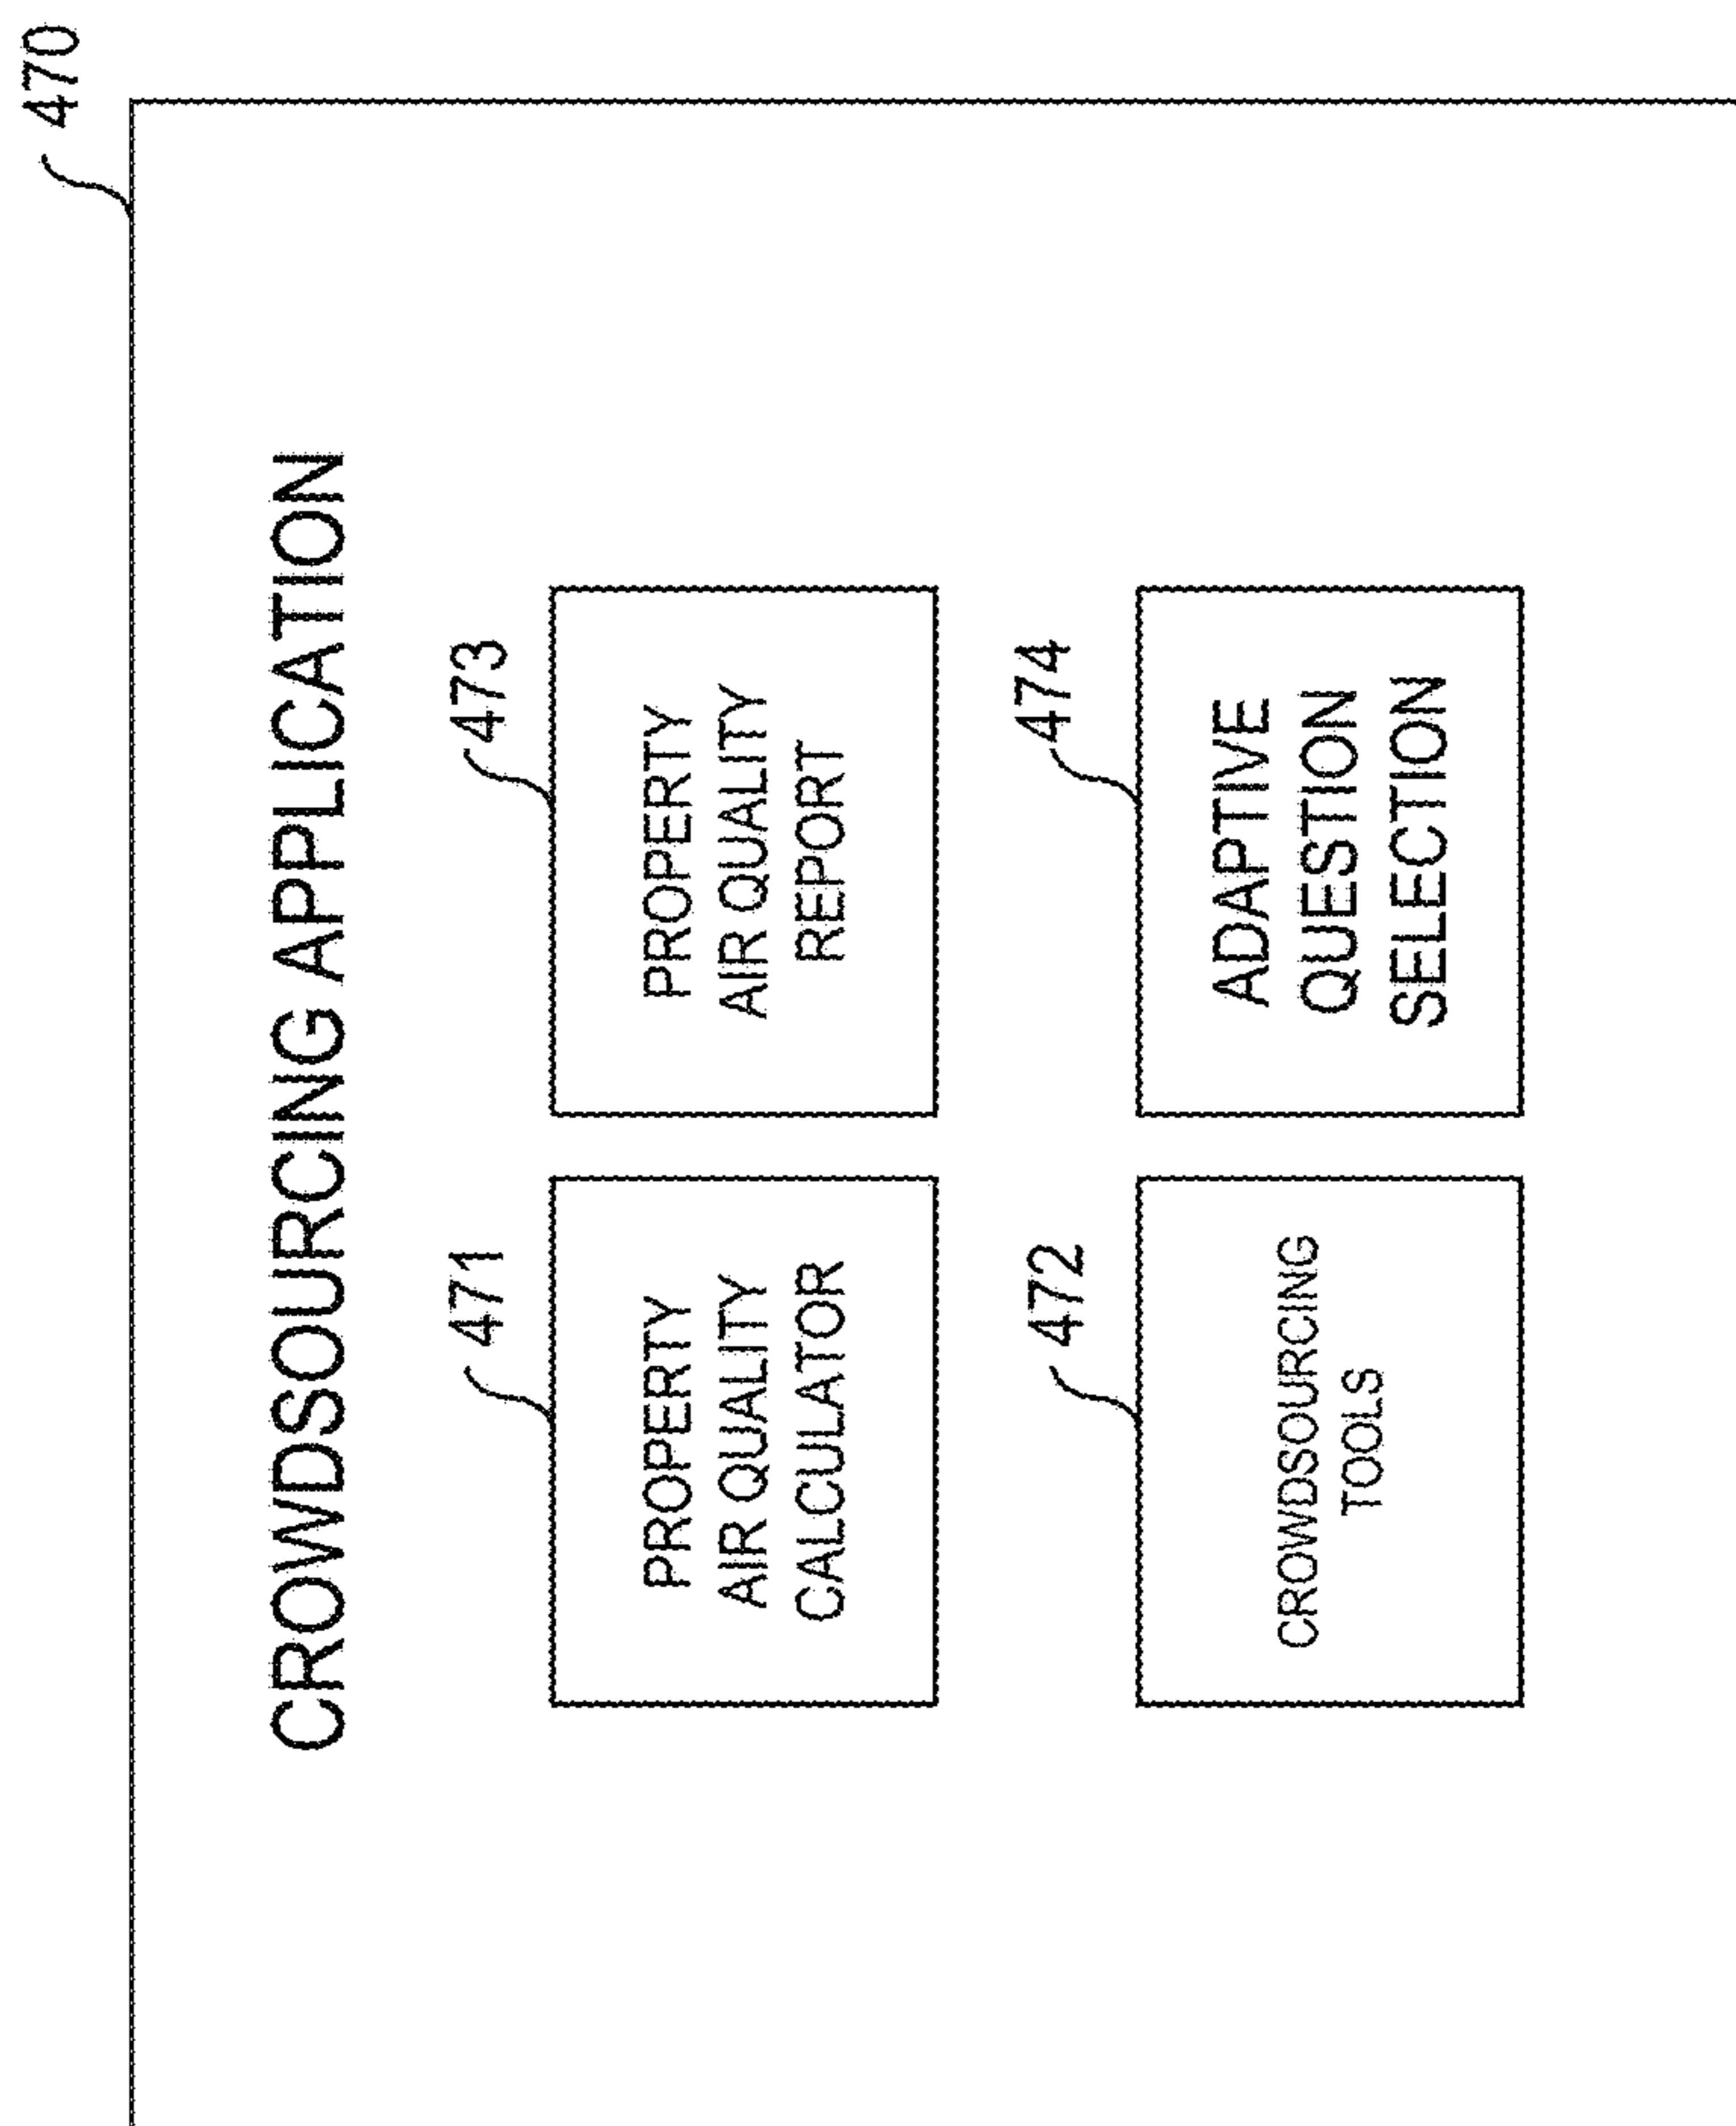 470
CROWDSOURCING APPLICATION
471
PROPERTY
AIR QUALITY
CALCULATOR
473
PROPERTY
AIR QUALITY
REPORT
472
CROWDSOURCING
TOOLS
474
ADAPTIVE
QUESTION
SELECTION